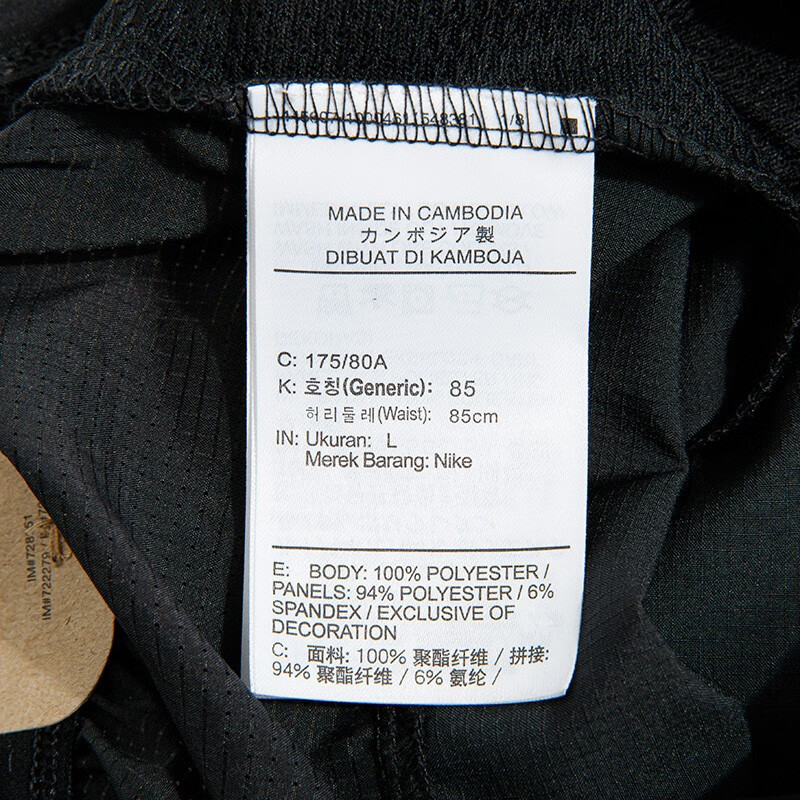 1/8
MADE IN CAMBODIA
カンボジア製
DIBUAT DI KAMBOJA
C: 175/80A
K: 호칭(Generic): 85
허리둘레(Waist): 85cm
IN: Ukuran: L
Merek Barang: Nike
E: BODY: 100% POLYESTER /
PANELS: 94% POLYESTER / 6%
SPANDEX / EXCLUSIVE OF
DECORATION
C: 面料: 100% 聚酯纤维 / 拼接:
94% 聚酯纤维 / 6% 氨纶 /